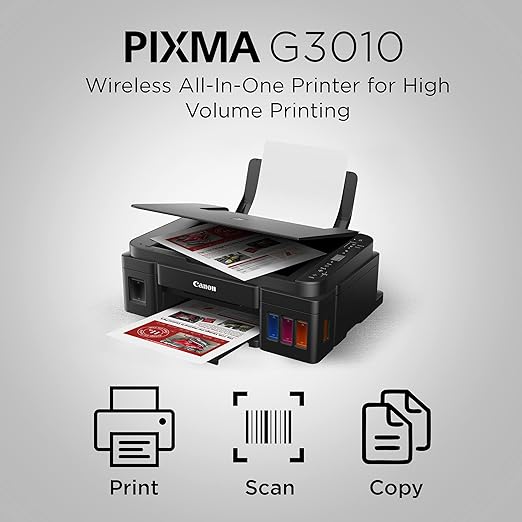 PIXMA G3010
Wireless All-In-One Printer for High
Volume Printing
Canon
Print
Scan
Copy